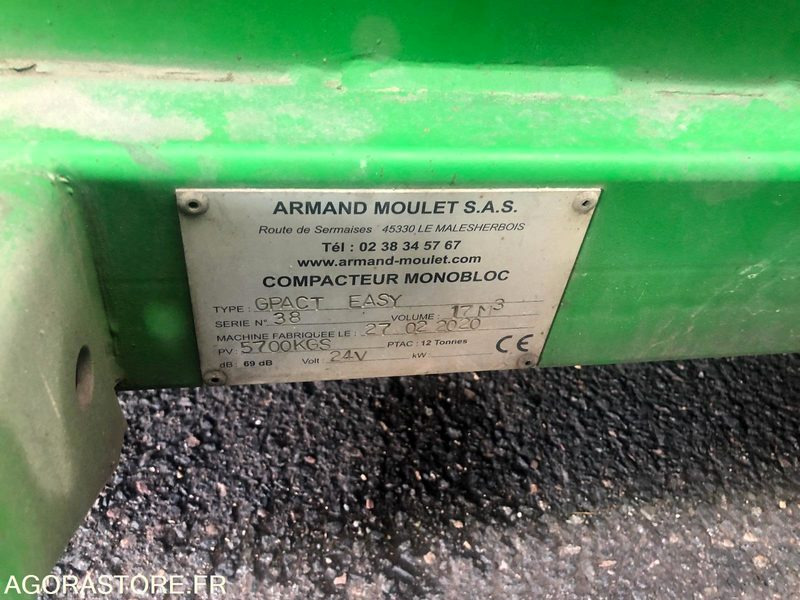 ARMAND MOULET S.A.S.
Route de Sermaises 45330 LE MALESHERBOIS
Tél : 02 38 34 57 67
www.armand-moulet.com
COMPACTEUR MONOBLOC
TYPE : GPACT EASY
SERIE N° 38 VOLUME : 17M3
MACHINE FABRIQUEE LE : 27 02 2020
PV : 5700KGS PTAC : 12 Tonnes
dB : 69 dB Volt : 24V kW : CE
AGORASTORE.FR